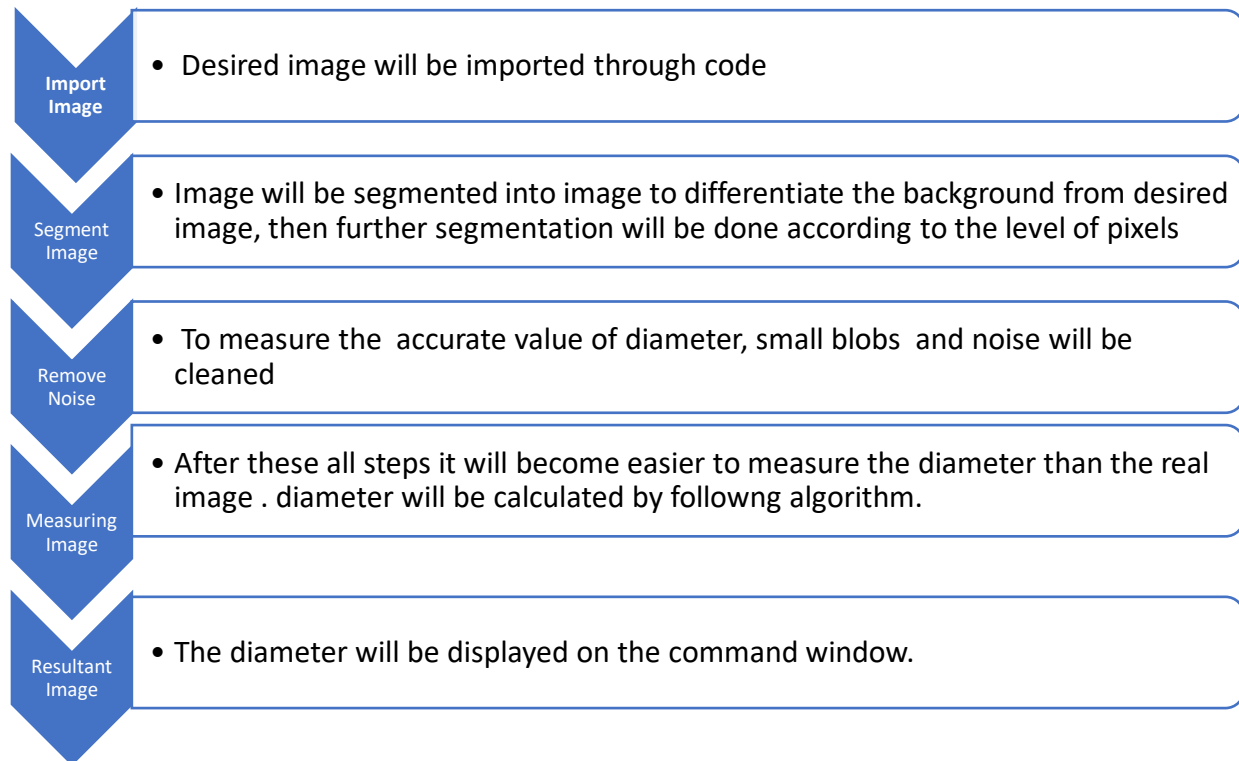 Import
Image
• Desired image will be imported through code
Segment
Image
• Image will be segmented into image to differentiate the background from desired
image, then further segmentation will be done according to the level of pixels
Remove
Noise
• To measure the accurate value of diameter, small blobs and noise will be
cleaned
Measuring
Image
• After these all steps it will become easier to measure the diameter than the real
image . diameter will be calculated by followng algorithm.
Resultant
Image
• The diameter will be displayed on the command window.